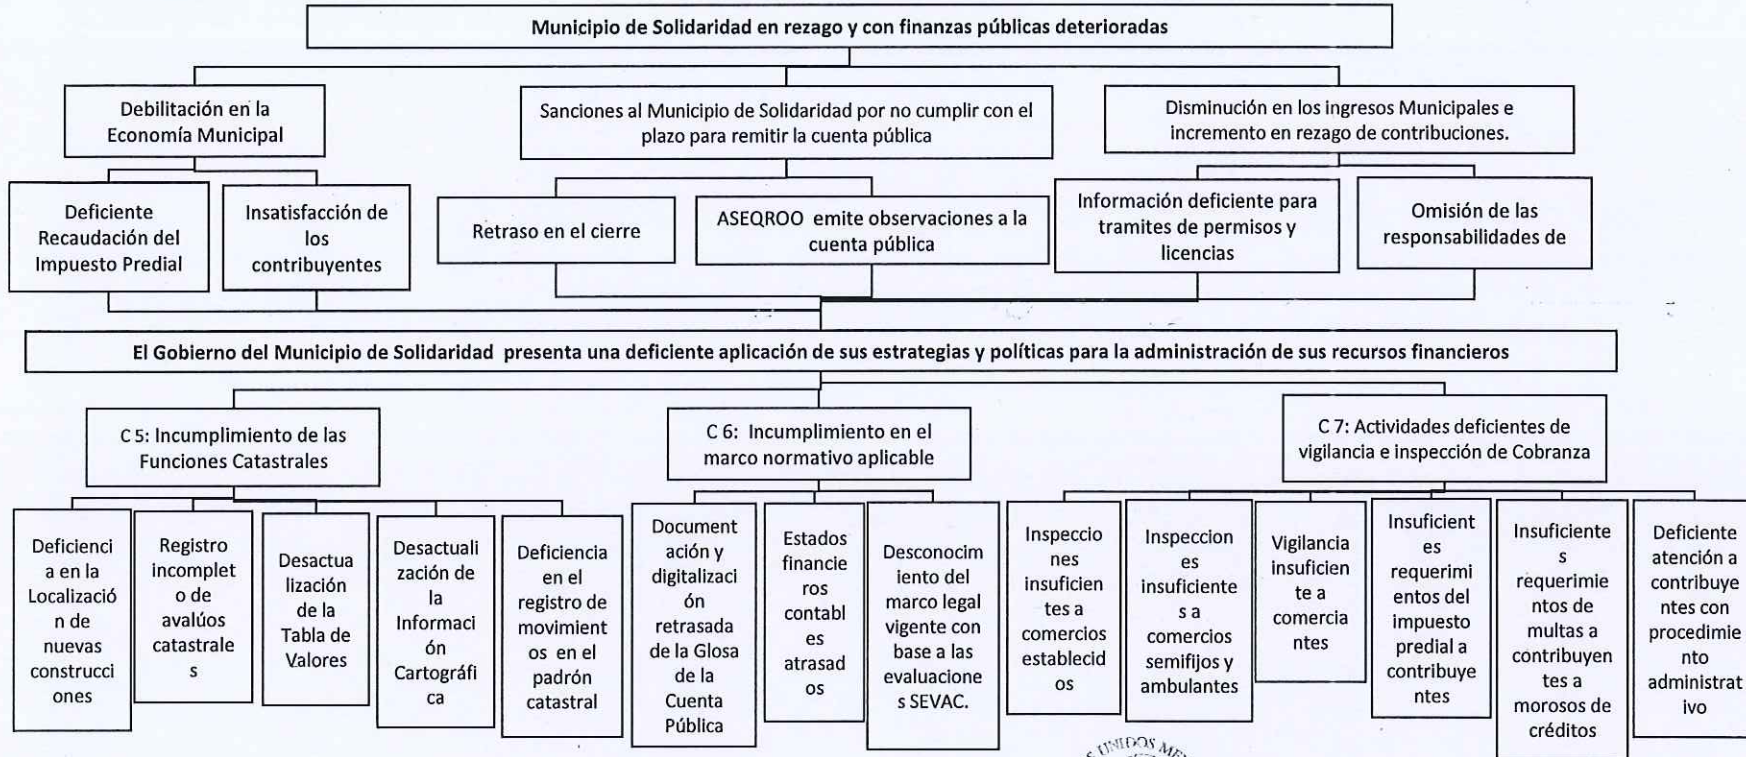 Municipio de Solidaridad en rezago y con finanzas públicas deterioradas
Debilitación en la
Economía Municipal
Sanciones al Municipio de Solidaridad por no cumplir con el
plazo para remitir la cuenta pública
Disminución en los ingresos Municipales e
incremento en rezago de contribuciones.
Deficiente
Recaudación del
Impuesto Predial
Insatisfacción de
los
contribuyentes
Retraso en el cierre
ASEQROO emite observaciones a la
cuenta pública
Información deficiente para
tramites de permisos y
licencias
Omisión de las
responsabilidades de
El Gobierno del Municipio de Solidaridad presenta una deficiente aplicación de sus estrategias y políticas para la administración de sus recursos financieros
C 5: Incumplimiento de las
Funciones Catastrales
C 6: Incumplimiento en el
marco normativo aplicable
C 7: Actividades deficientes de
vigilancia e inspección de Cobranza
Deficienci
a en la
Localizació
n de
nuevas
construcci
ones
Registro
incomplet
o de
avalúos
catastrale
s
Desactua
lización
de la
Tabla de
Valores
Desactuali
zación de
la
Informaci
ón
Cartográfi
ca
Deficiencia
en el
registro de
movimient
os en el
padrón
catastral
Document
ación y
digitalizaci
ón
retrasada
de la Glosa
de la
Cuenta
Pública
Estados
financie
ros
contabl
es
atrasad
os
Desconocim
iento del
marco legal
vigente con
base a las
evaluacione
s SEVAC.
Inspeccio
nes
insuficien
tes a
comercios
establecid
os
Inspeccion
es
insuficiente
s a
comercios
semifijos y
ambulantes
Vigilancia
insuficien
te a
comercia
ntes
Insuficient
es
requerimi
entos del
impuesto
predial a
contribuye
ntes
Insuficiente
s
requerimie
ntos de
multas a
contribuyen
tes a
morosos de
créditos
Deficiente
atención a
contribuye
ntes con
procedimie
nto
administrat
ivo
UNIDOS